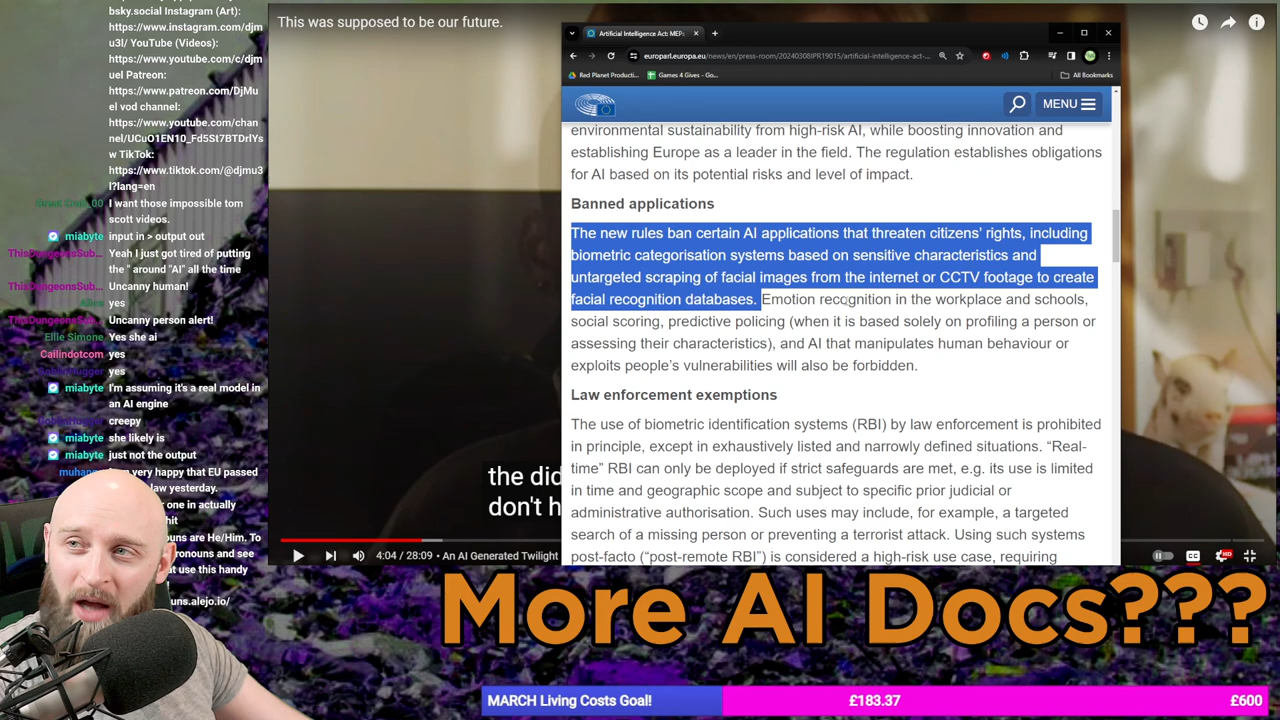 bsky.social Instagram (Art):
https://www.instagram.com/djm
u3l/ YouTube (Videos):
https://www.youtube.com/c/djm
uel Patreon:
https://www.patreon.com/DjMu
el vod channel:
https://www.youtube.com/chan
nel/UCuO1EN10_Fd5St7BTDrIYs
w TikTok:
https://www.tiktok.com/@djmu3
l?lang=en
I want those impossible tom
scott videos.
miabyte input in > output out
ThisDungeonsSub... Yeah I just got tired of putting
the " around "AI" all the time
ThisDungeonsSub... Uncanny human!
yes
ThisDungeonsSub... Uncanny person alert!
Ellie Simone Yes she ai
Cailindotcom yes
yes
miabyte I'm assuming it's a real model in
an AI engine
creepy
miabyte she likely is
miabyte just not the output
very happy that EU passed
law yesterday.
one in actually
hit
uns are He/Him. To
ronouns and see
at use this handy
uns.alejo.io/
This was supposed to be our future.
Artificial Intelligence Act: MEPs
europarl.europa.eu/news/en/press-room/20240308IPR19015/artificial-intelligence-act-...
Red Planet Producti...
Games 4 Gives - Go...
All Bookmarks
MENU
environmental sustainability from high-risk AI, while boosting innovation and
establishing Europe as a leader in the field. The regulation establishes obligations
for AI based on its potential risks and level of impact.
Banned applications
The new rules ban certain AI applications that threaten citizens' rights, including
biometric categorisation systems based on sensitive characteristics and
untargeted scraping of facial images from the internet or CCTV footage to create
facial recognition databases. Emotion recognition in the workplace and schools,
social scoring, predictive policing (when it is based solely on profiling a person or
assessing their characteristics), and AI that manipulates human behaviour or
exploits people's vulnerabilities will also be forbidden.
Law enforcement exemptions
The use of biometric identification systems (RBI) by law enforcement is prohibited
in principle, except in exhaustively listed and narrowly defined situations. "Real-
time" RBI can only be deployed if strict safeguards are met, e.g. its use is limited
in time and geographic scope and subject to specific prior judicial or
administrative authorisation. Such uses may include, for example, a targeted
search of a missing person or preventing a terrorist attack. Using such systems
post-facto ("post-remote RBI") is considered a high-risk use case, requiring
the did
don't h
4:04 / 28:09 • An AI Generated Twilight
CC
HD
More AI Docs???
MARCH Living Costs Goal!
£183.37
£600